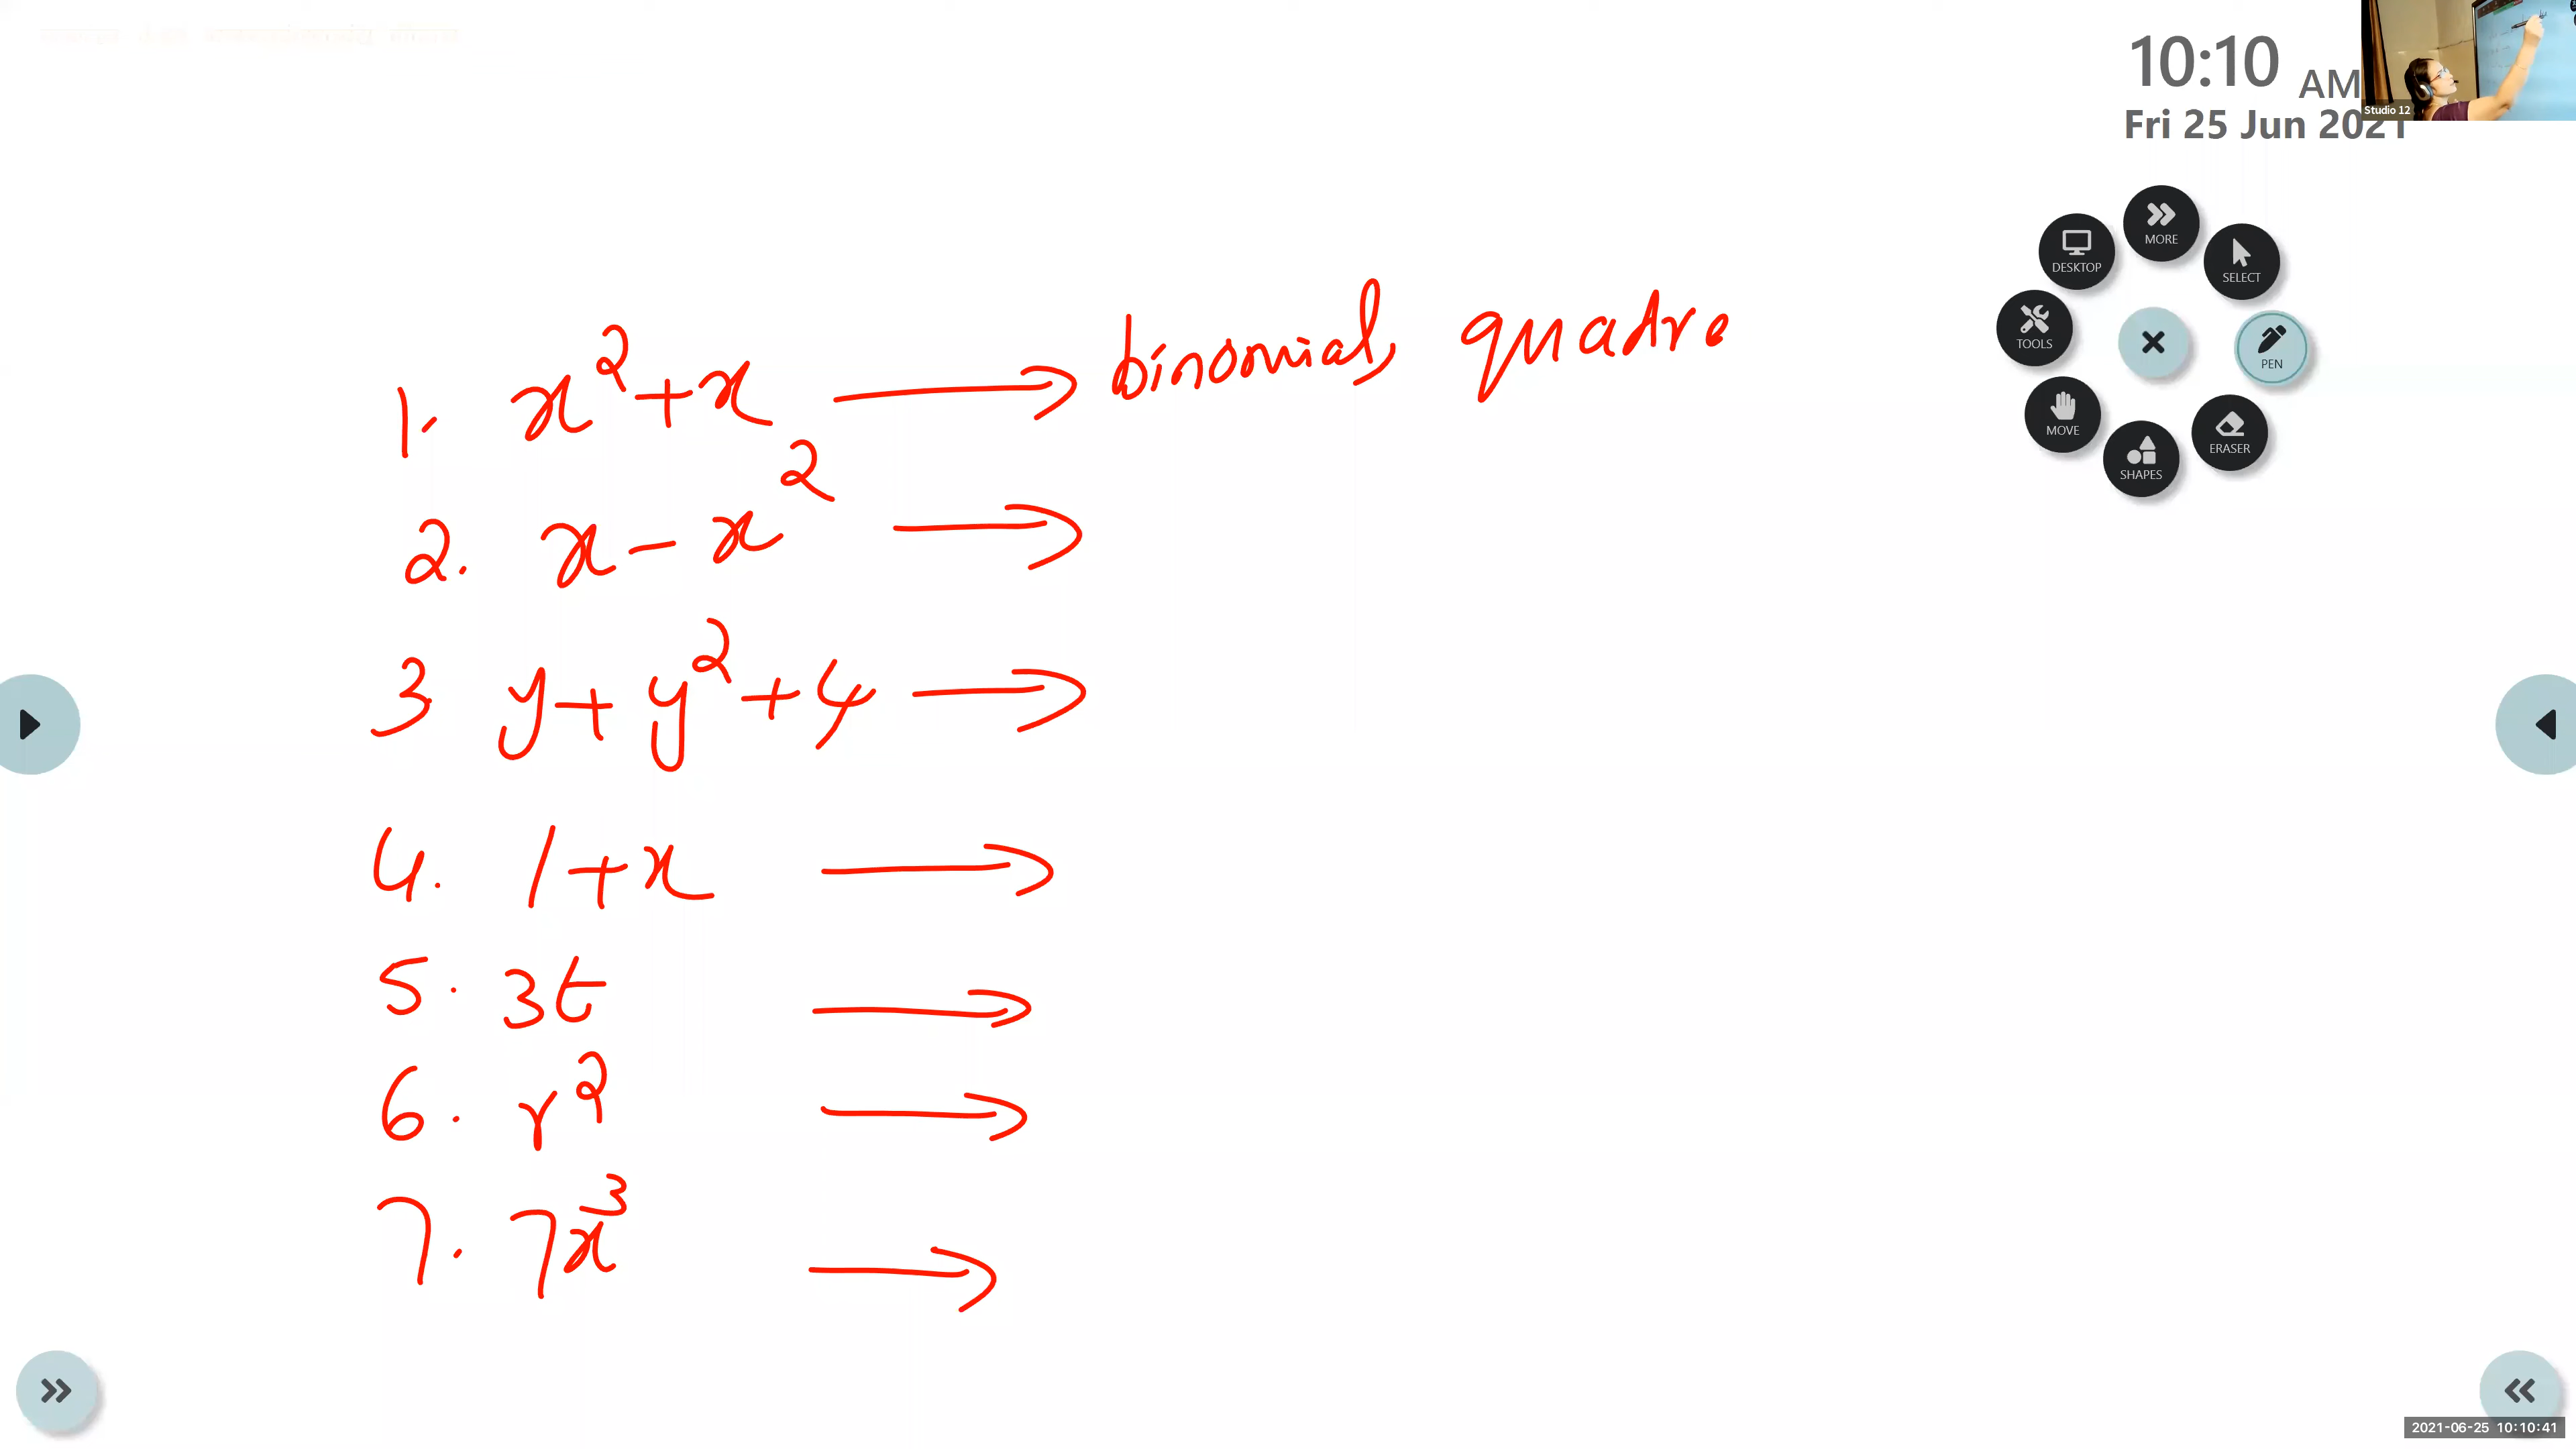 10:10 AM
Fri 25 Jun 2021
Studio 12
MORE
DESKTOP
SELECT
TOOLS
PEN
MOVE
ERASER
SHAPES
1. x²+x → binomial, quadra
2. x - x² →
3 y + y² + 4 →
4. 1+x →
5. 3t →
6. r² →
7. 7x³ →
2021-06-25 10:10:41